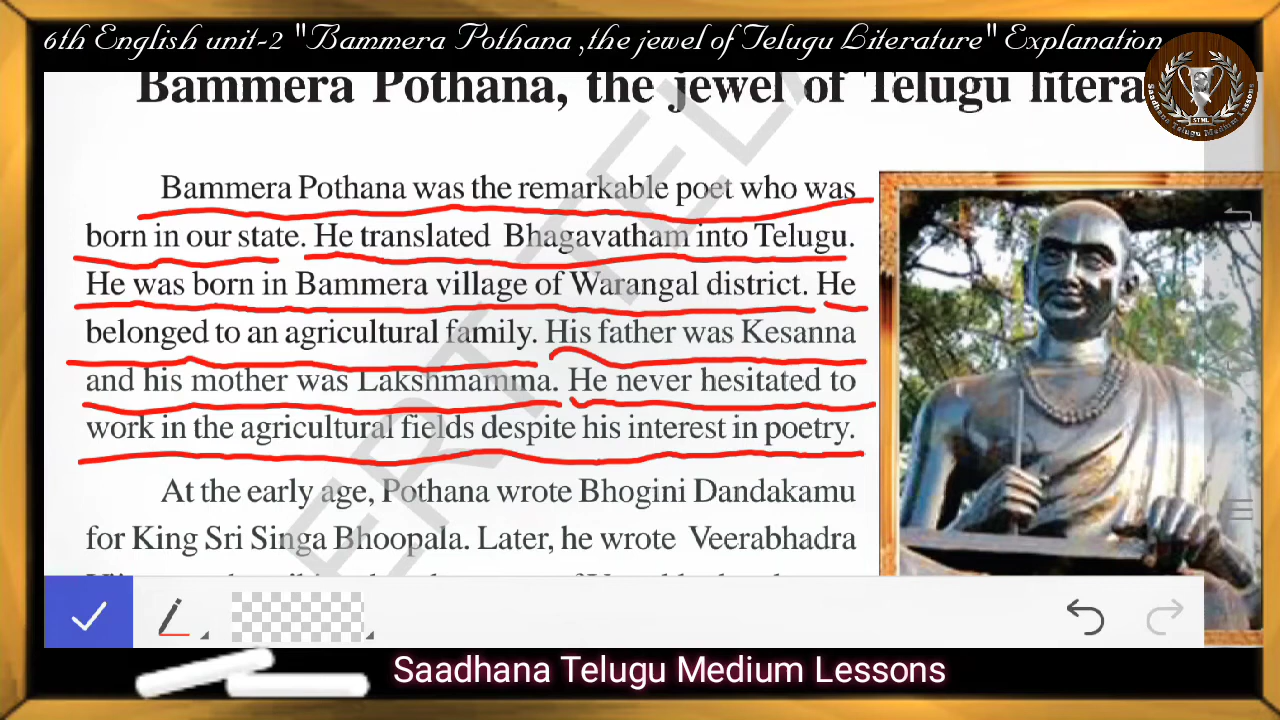 6th English unit-2 "Bammera Pothana ,the jewel of Telugu Literature" Explanation
Bammera Pothana, the jewel of Telugu litera
Saadhana Telugu Medium Lessons
STML
Bammera Pothana was the remarkable poet who was
born in our state. He translated Bhagavatham into Telugu.
He was born in Bammera village of Warangal district. He
belonged to an agricultural family. His father was Kesanna
and his mother was Lakshmamma. He never hesitated to
work in the agricultural fields despite his interest in poetry.
At the early age, Pothana wrote Bhogini Dandakamu
for King Sri Singa Bhoopala. Later, he wrote Veerabhadra
Saadhana Telugu Medium Lessons